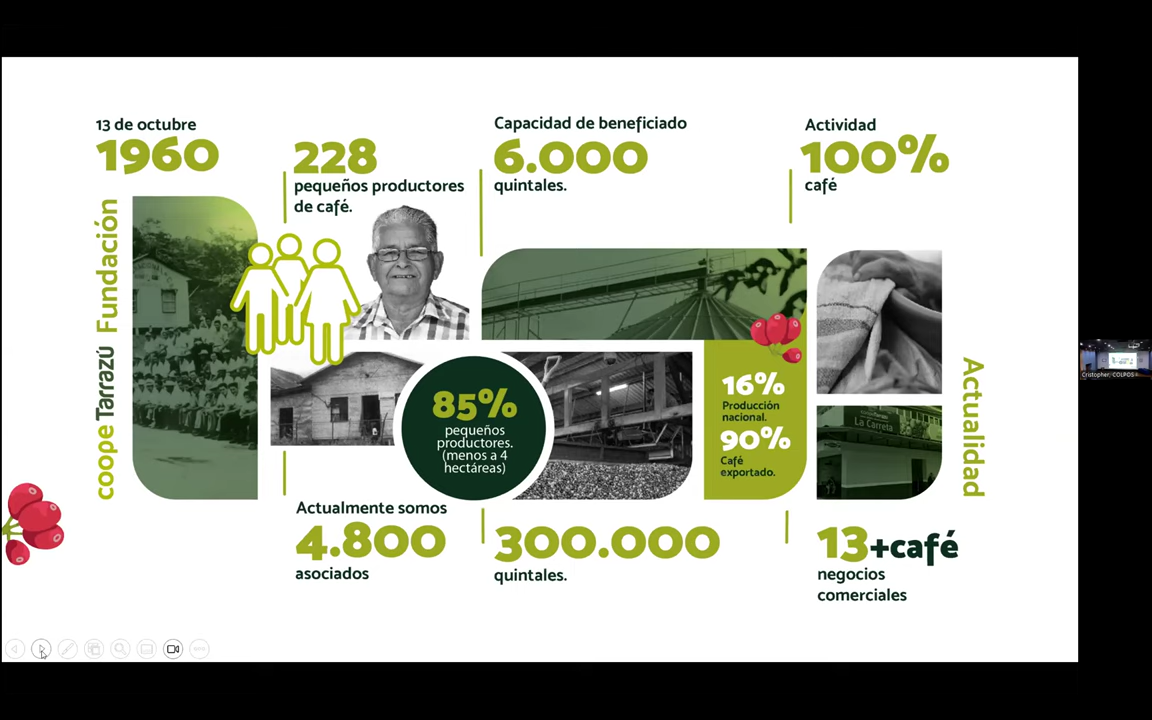 13 de octubre
1960
228
pequeños productores
de café.
Capacidad de beneficiado
6.000
quintales.
Actividad
100%
café
coope Tarrazú Fundación
85%
pequeños
productores.
(menos a 4
hectáreas)
16%
Producción
nacional.
90%
Café
exportado.
La Carreta
Actualidad
Actualmente somos
4.800
asociados
300.000
quintales.
13+café
negocios
comerciales
Cristopher, COLPOS